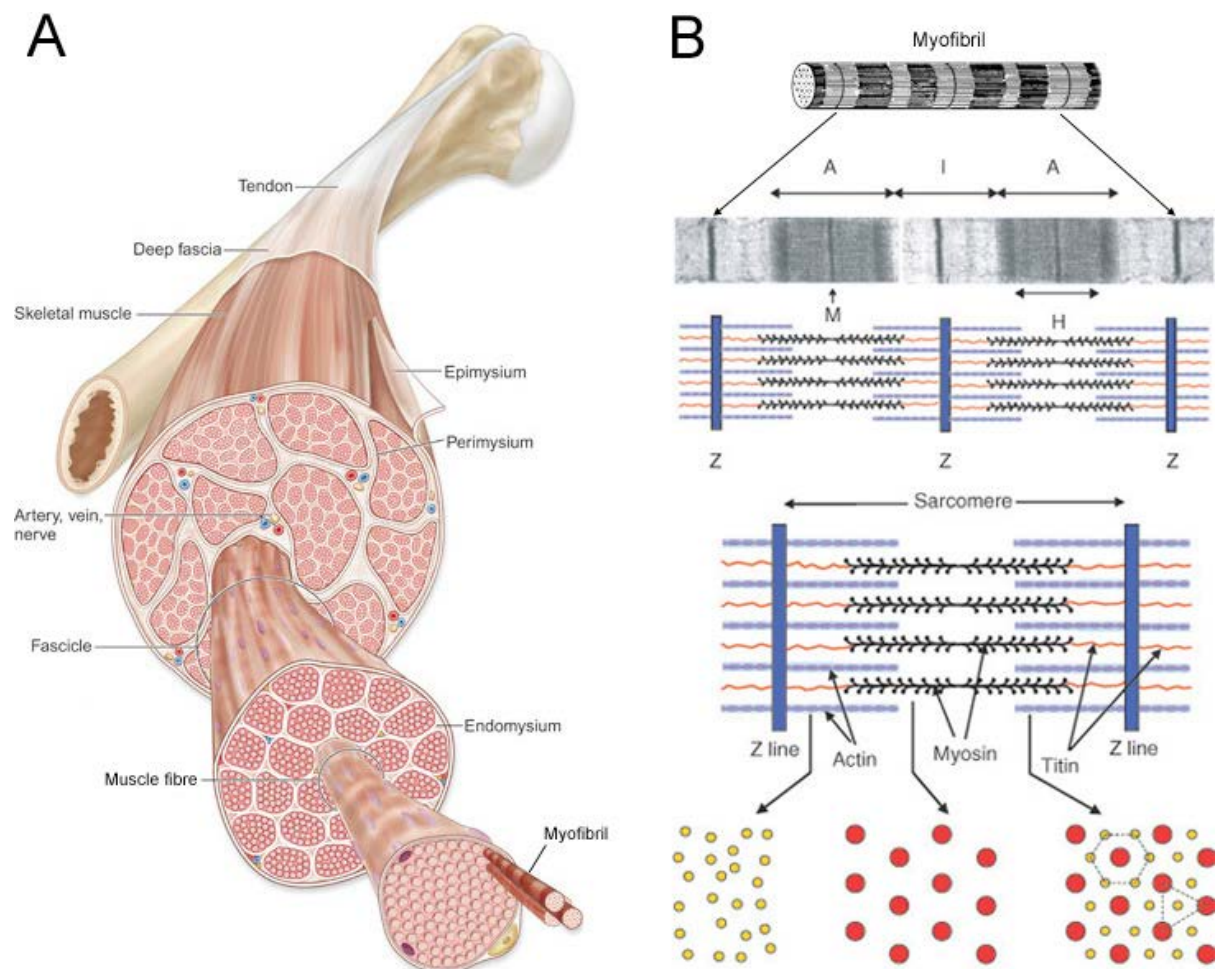 A
Tendon
Deep fascia
Skeletal muscle
Epimysium
Perimysium
Artery, vein,
nerve
Fascicle
Endomysium
Muscle fibre
Myofibril
B
Myofibril
A I A
M H
Z Z Z
Sarcomere
Z line Actin Myosin Titin Z line